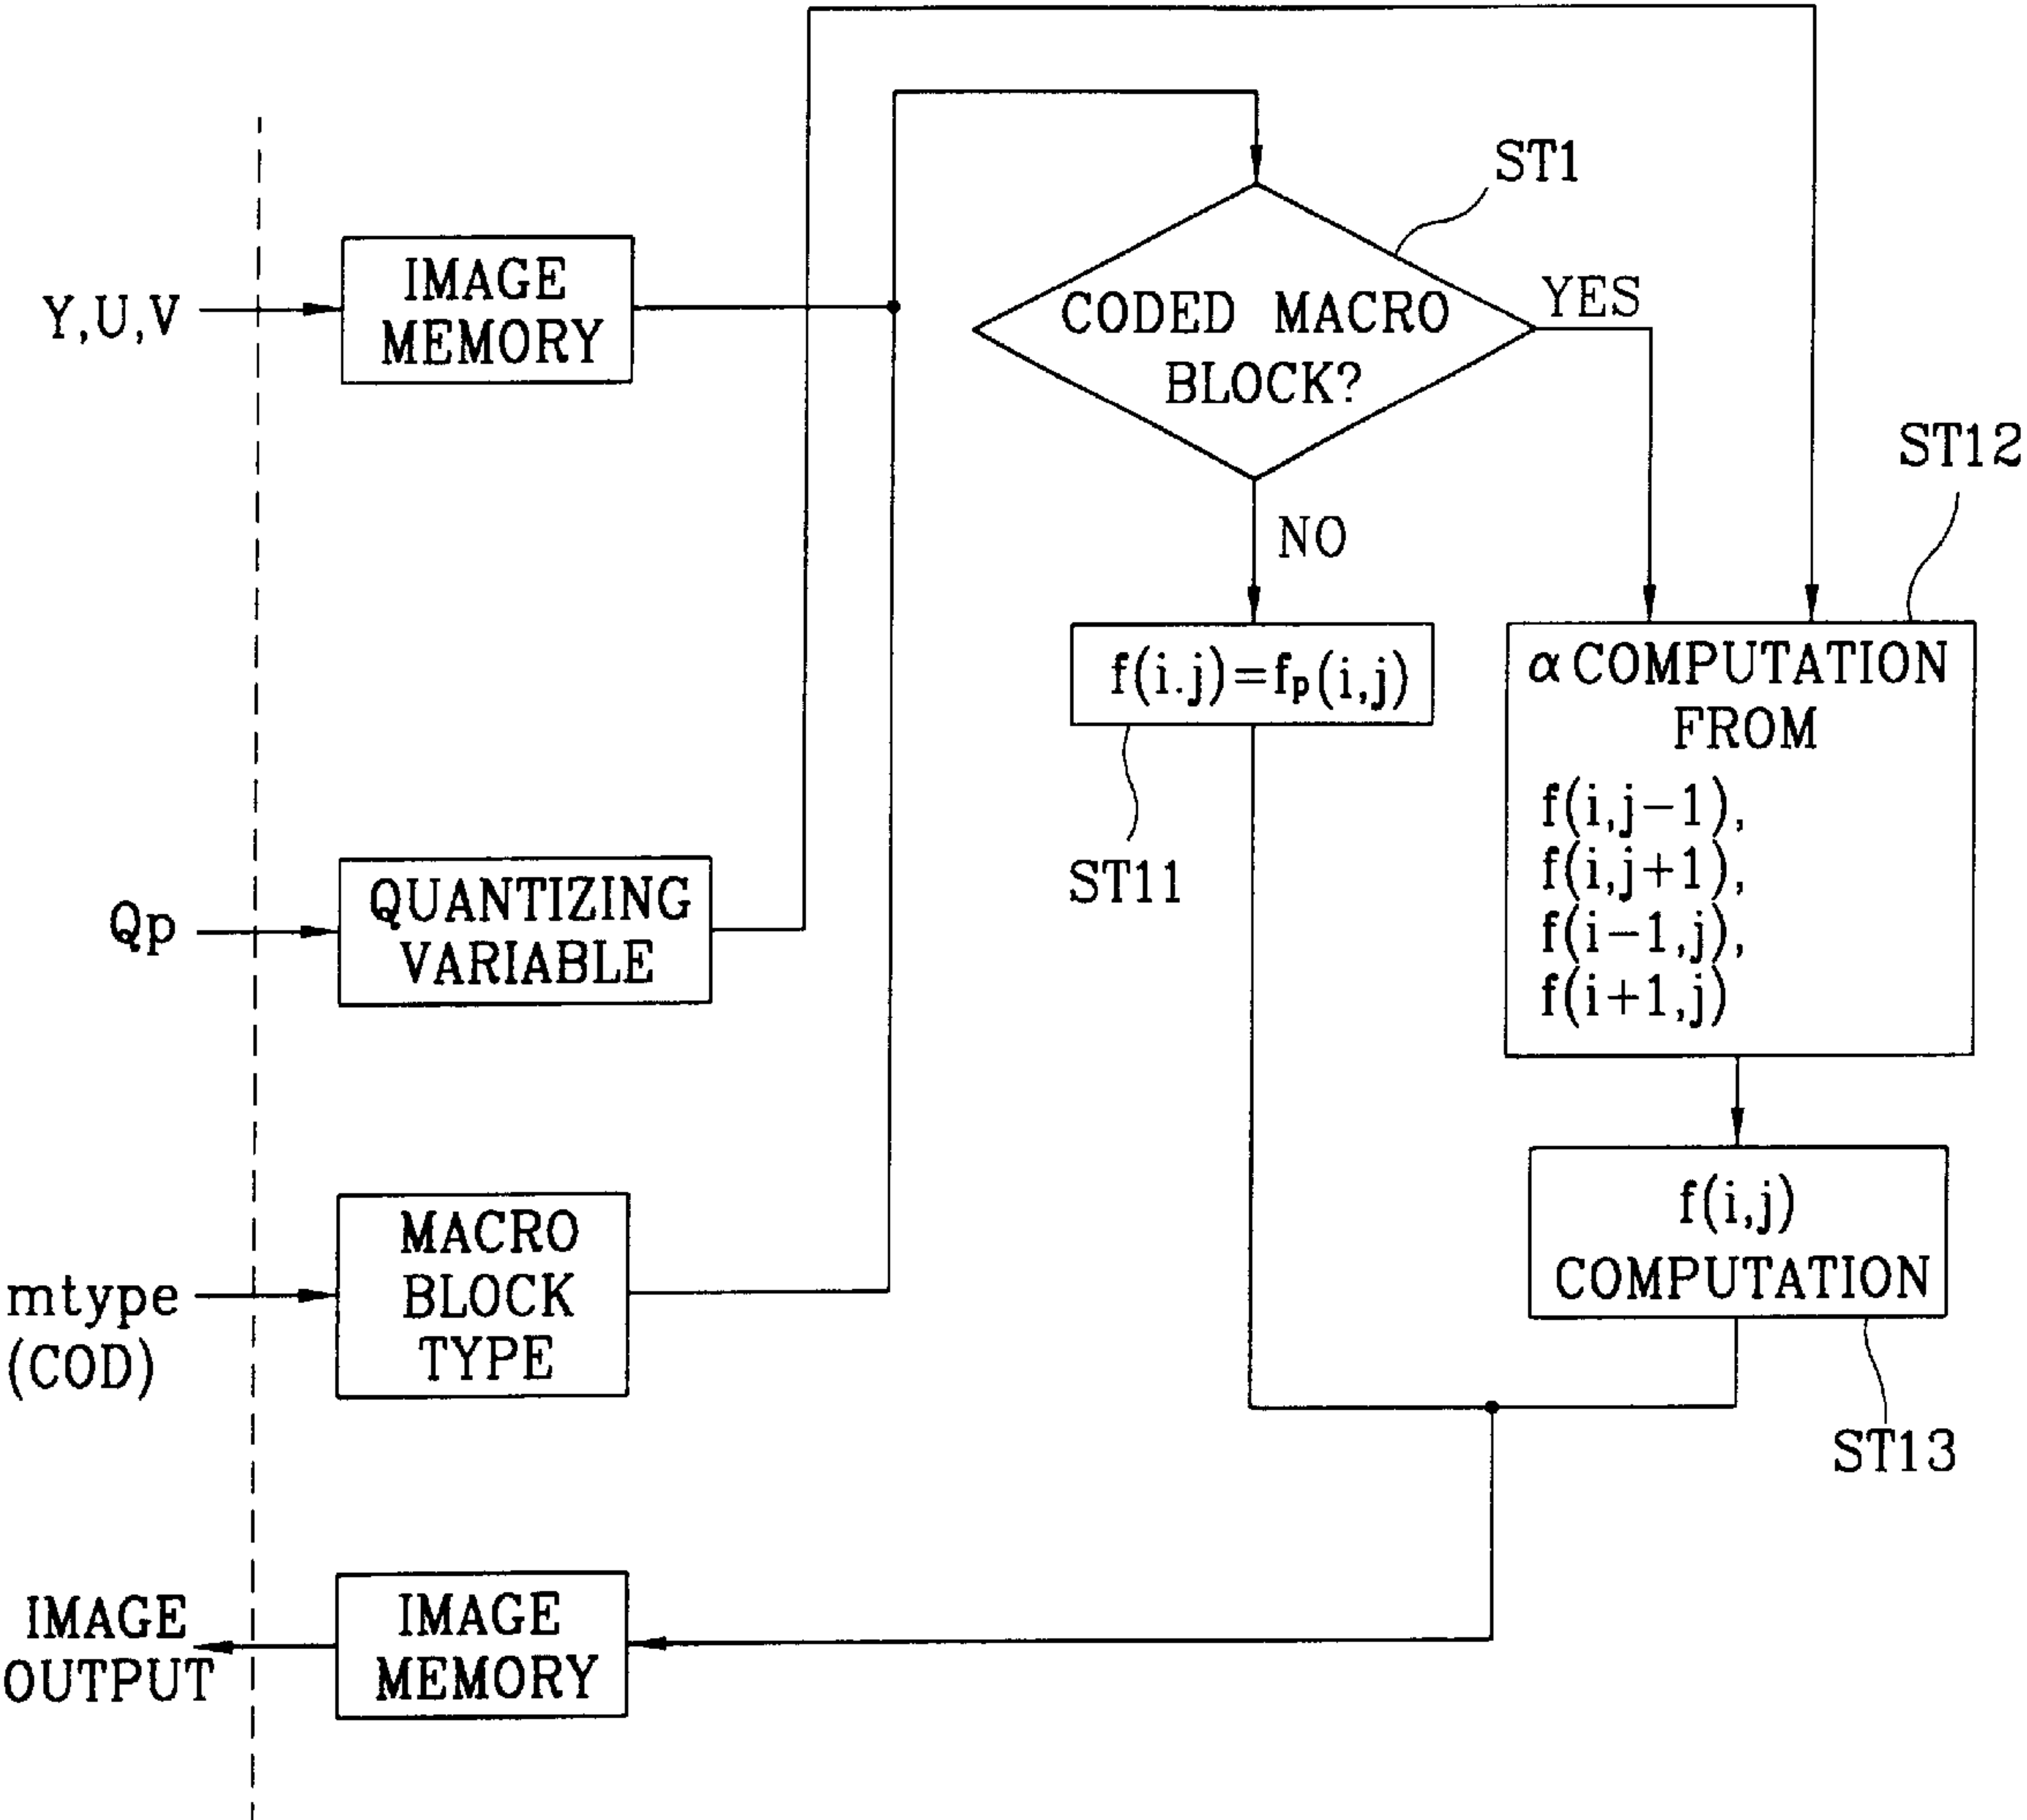 ST1
Y,U,V
IMAGE
MEMORY
CODED MACRO
BLOCK?
YES
NO
ST12
f(i.j)=fp(i,j)
ST11
α COMPUTATION
FROM
f(i,j-1),
f(i,j+1),
f(i-1,j),
f(i+1,j)
Qp
QUANTIZING
VARIABLE
f(i,j)
COMPUTATION
ST13
mtype
(COD)
MACRO
BLOCK
TYPE
IMAGE
OUTPUT
IMAGE
MEMORY